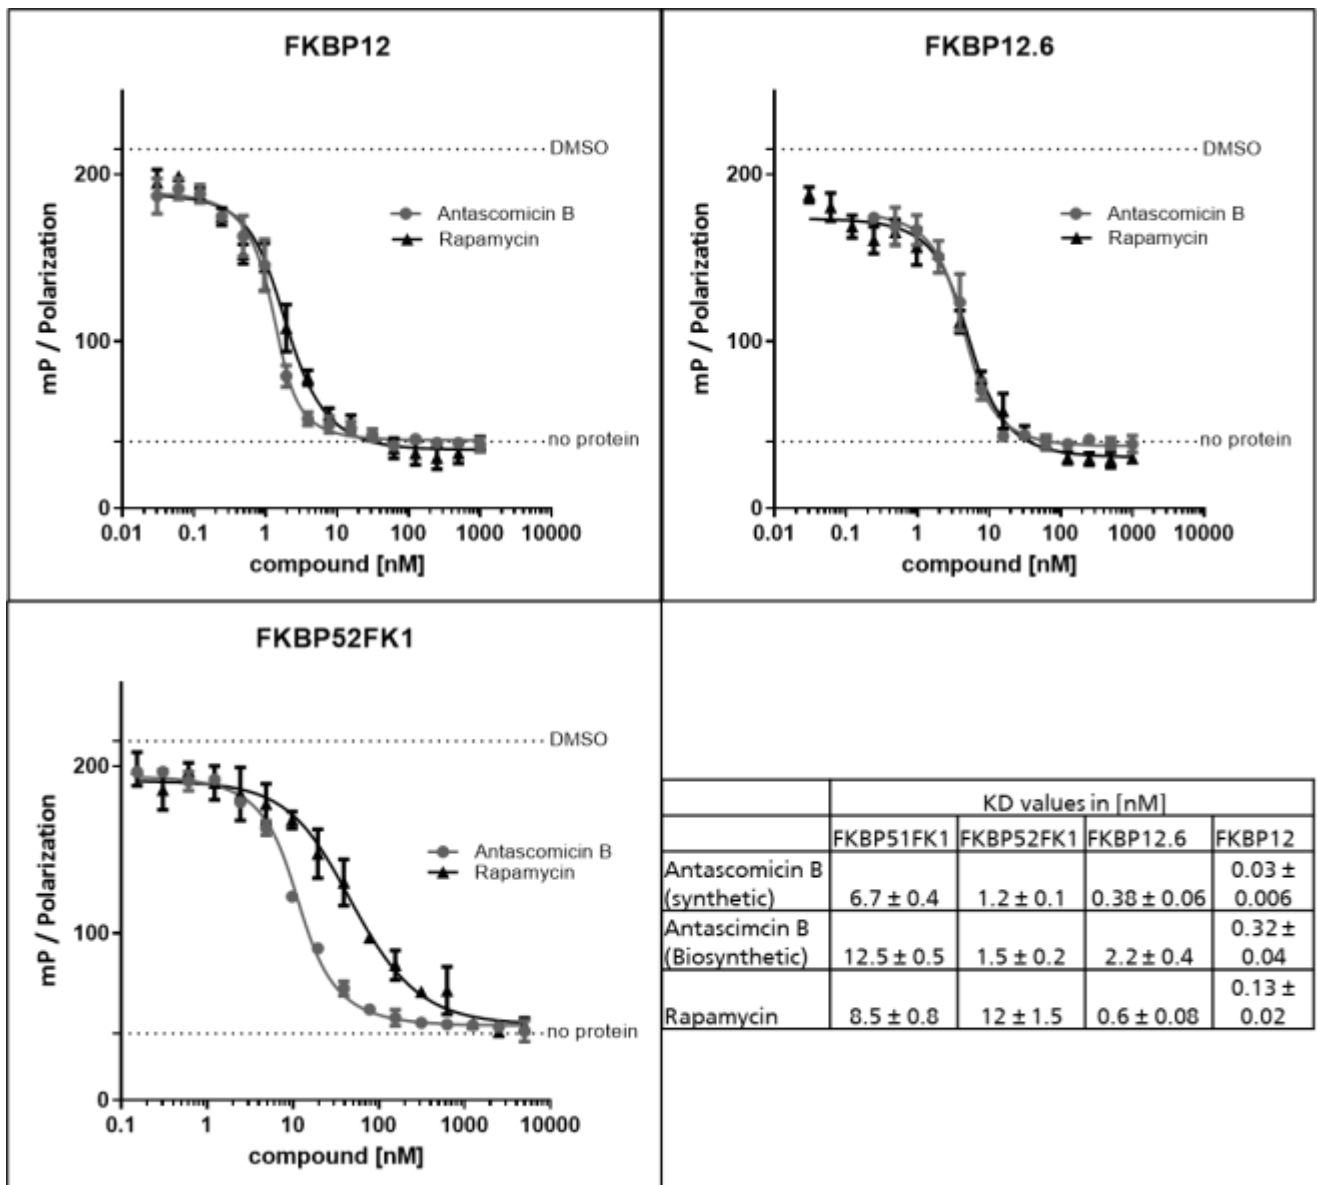 FKBP12
200
100
0
mP / Polarization
DMSO
Antascomicin B
Rapamycin
no protein
0.01 0.1 1 10 100 1000 10000
compound [nM]
FKBP12.6
200
100
0
mP / Polarization
DMSO
Antascomicin B
Rapamycin
no protein
0.01 0.1 1 10 100 1000 10000
compound [nM]
FKBP52FK1
200
100
0
mP / Polarization
DMSO
Antascomicin B
Rapamycin
no protein
0.1 1 10 100 1000 10000
compound [nM]
KD values in [nM]
FKBP51FK1 FKBP52FK1 FKBP12.6 FKBP12
Antascomicin B 0.03 ±
(synthetic) 6.7 ± 0.4 1.2 ± 0.1 0.38 ± 0.06 0.006
Antascimcin B 0.32 ±
(Biosynthetic) 12.5 ± 0.5 1.5 ± 0.2 2.2 ± 0.4 0.04
0.13 ±
Rapamycin 8.5 ± 0.8 12 ± 1.5 0.6 ± 0.08 0.02